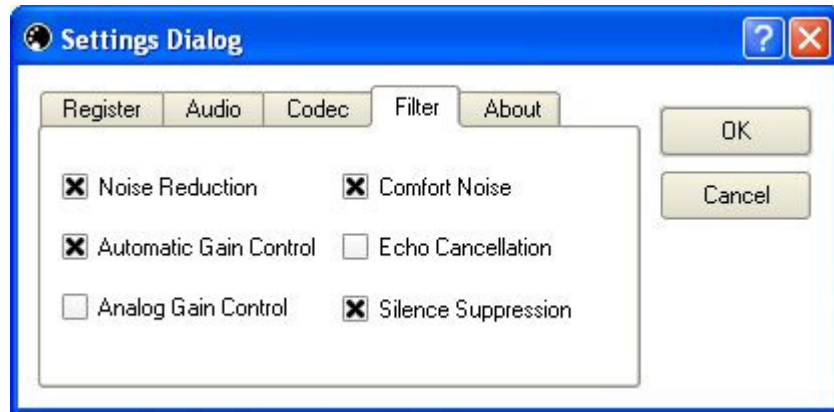 Settings Dialog
?
Register Audio Codec Filter About
OK
Cancel
Noise Reduction Comfort Noise
Automatic Gain Control Echo Cancellation
Analog Gain Control Silence Suppression